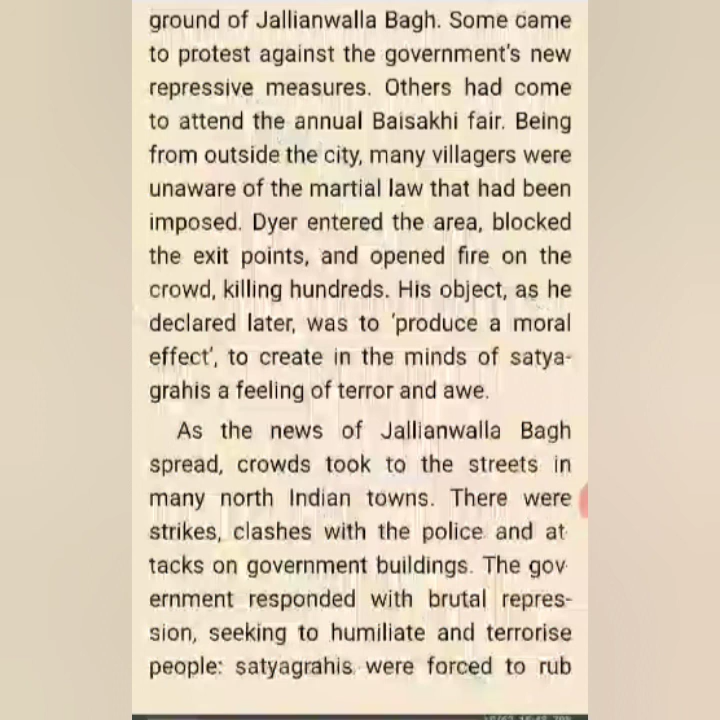 ground of Jallianwalla Bagh. Some came
to protest against the government's new
repressive measures. Others had come
to attend the annual Baisakhi fair. Being
from outside the city, many villagers were
unaware of the martial law that had been
imposed. Dyer entered the area, blocked
the exit points, and opened fire on the
crowd, killing hundreds. His object, as he
declared later, was to 'produce a moral
effect', to create in the minds of satya-
grahis a feeling of terror and awe.
As the news of Jallianwalla Bagh
spread, crowds took to the streets in
many north Indian towns. There were
strikes, clashes with the police and at
tacks on government buildings. The gov
ernment responded with brutal repres-
sion, seeking to humiliate and terrorise
people: satyagrahis were forced to rub